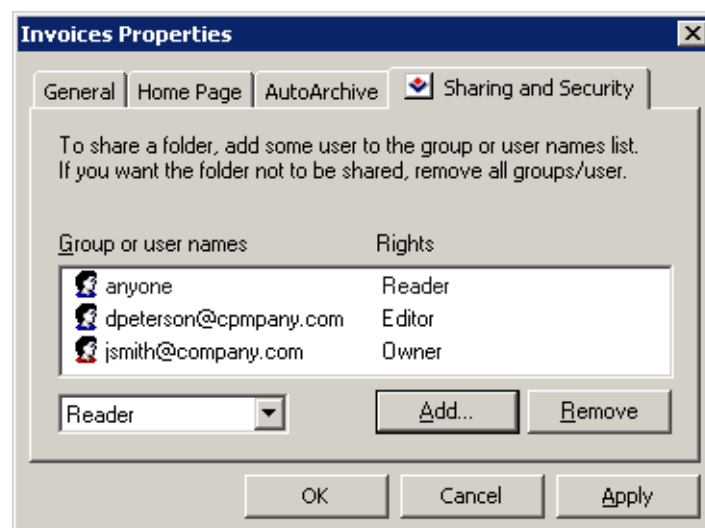 Invoices Properties
General Home Page AutoArchive Sharing and Security
To share a folder, add some user to the group or user names list.
If you want the folder not to be shared, remove all groups/user.
Group or user names Rights
anyone Reader
dpeterson@cpmpany.com Editor
jsmith@company.com Owner
Reader Add... Remove
OK Cancel Apply